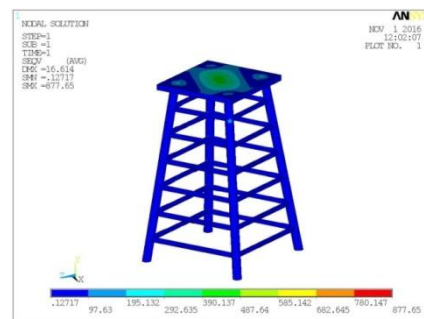 1
NODAL SOLUTION
STEP=1
SUB =1
TIME=1
SEQV (AVG)
DMX =16.614
SMN =.12717
SMX =877.65
ANSYS
NOV 1 2016
12:02:07
PLOT NO. 1
Y
Z X
.12717 97.63 195.132 292.635 390.137 487.64 585.142 682.645 780.147 877.65